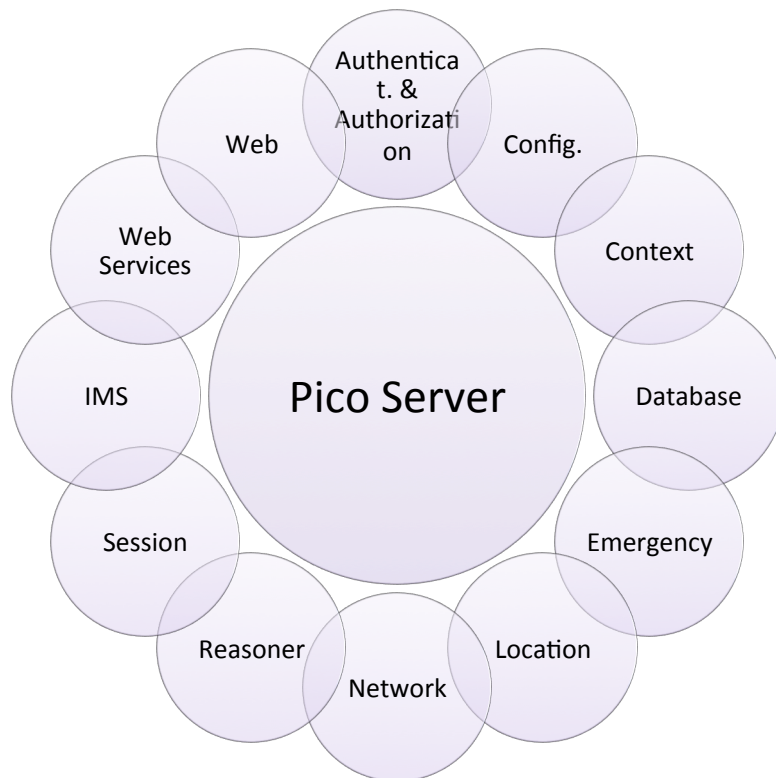 Authentica
t. &
Authorizati
on
Config.
Context
Database
Emergency
Location
Network
Reasoner
Session
IMS
Web
Services
Web
Pico Server